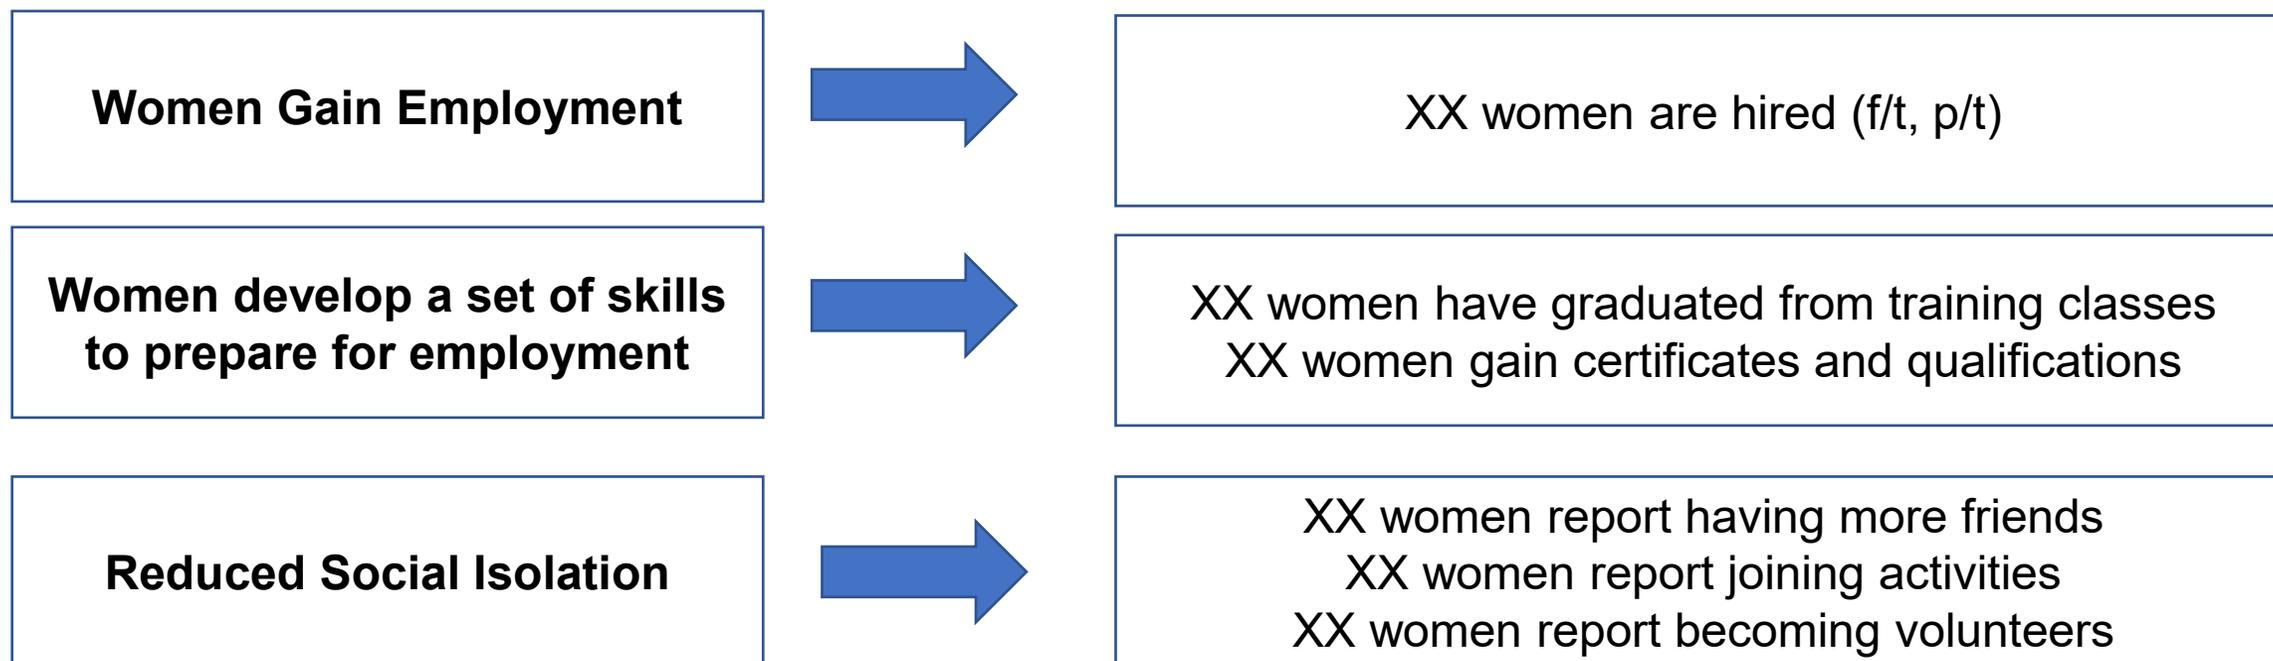 Women Gain Employment
XX women are hired (f/t, p/t)
Women develop a set of skills
to prepare for employment
XX women have graduated from training classes
XX women gain certificates and qualifications
Reduced Social Isolation
XX women report having more friends
XX women report joining activities
XX women report becoming volunteers